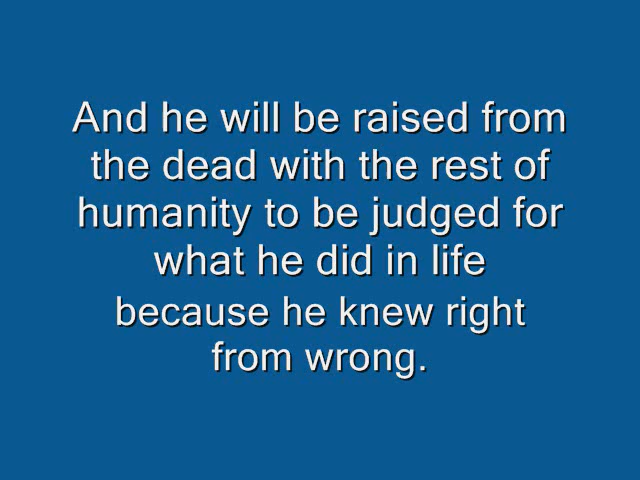 And he will be raised from
the dead with the rest of
humanity to be judged for
what he did in life
because he knew right
from wrong.